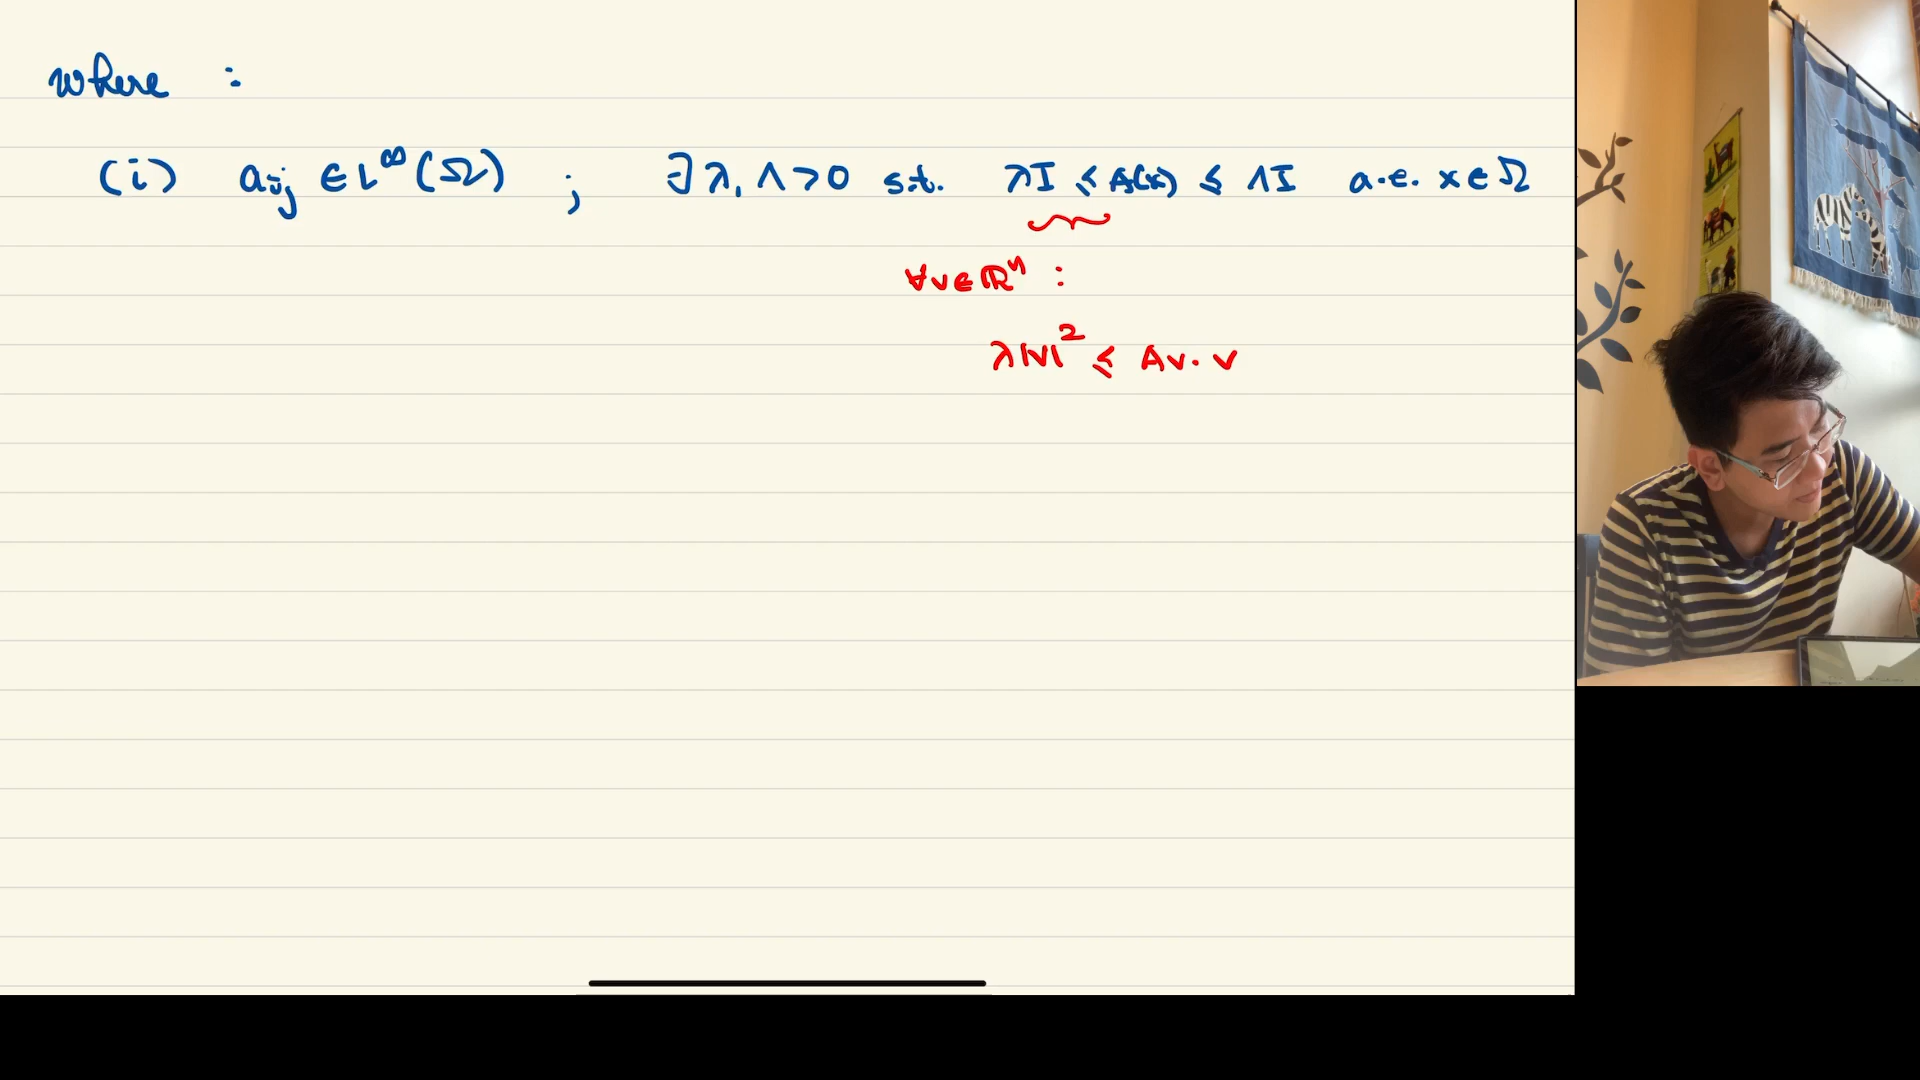 where :
(i) aij ∈ L^∞(Ω) ; ∃ λ, Λ > 0 s.t. λI ≤ A(x) ≤ ΛI a.e. x ∈ Ω
∀v∈ℝⁿ :
λ|v|² ≤ Av·v